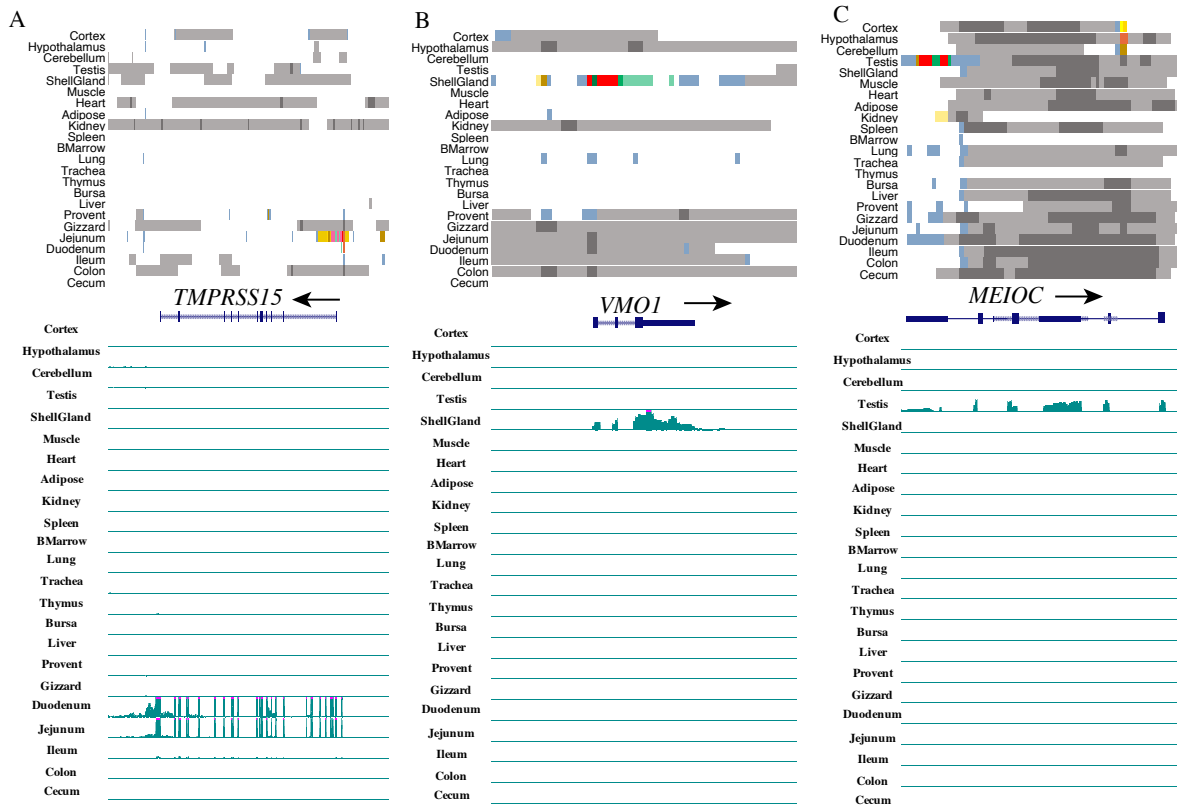 A
Cortex
Hypothalamus
Cerebellum
Testis
ShellGland
Muscle
Heart
Adipose
Kidney
Spleen
BMarrow
Lung
Trachea
Thymus
Bursa
Liver
Provent
Gizzard
Jejunum
Duodenum
Ileum
Colon
Cecum
TMPRSS15
Cortex
Hypothalamus
Cerebellum
Testis
ShellGland
Muscle
Heart
Adipose
Kidney
Spleen
BMarrow
Lung
Trachea
Thymus
Bursa
Liver
Provent
Gizzard
Duodenum
Jejunum
Ileum
Colon
Cecum
B
Cortex
Hypothalamus
Cerebellum
Testis
ShellGland
Muscle
Heart
Adipose
Kidney
Spleen
BMarrow
Lung
Trachea
Thymus
Bursa
Liver
Provent
Gizzard
Jejunum
Duodenum
Ileum
Colon
Cecum
VMO1
Cortex
Hypothalamus
Cerebellum
Testis
ShellGland
Muscle
Heart
Adipose
Kidney
Spleen
BMarrow
Lung
Trachea
Thymus
Bursa
Liver
Provent
Gizzard
Duodenum
Jejunum
Ileum
Colon
Cecum
C
Cortex
Hypothalamus
Cerebellum
Testis
ShellGland
Muscle
Heart
Adipose
Kidney
Spleen
BMarrow
Lung
Trachea
Thymus
Bursa
Liver
Provent
Gizzard
Jejunum
Duodenum
Ileum
Colon
Cecum
MEIOC
Cortex
Hypothalamus
Cerebellum
Testis
ShellGland
Muscle
Heart
Adipose
Kidney
Spleen
BMarrow
Lung
Trachea
Thymus
Bursa
Liver
Provent
Gizzard
Duodenum
Jejunum
Ileum
Colon
Cecum